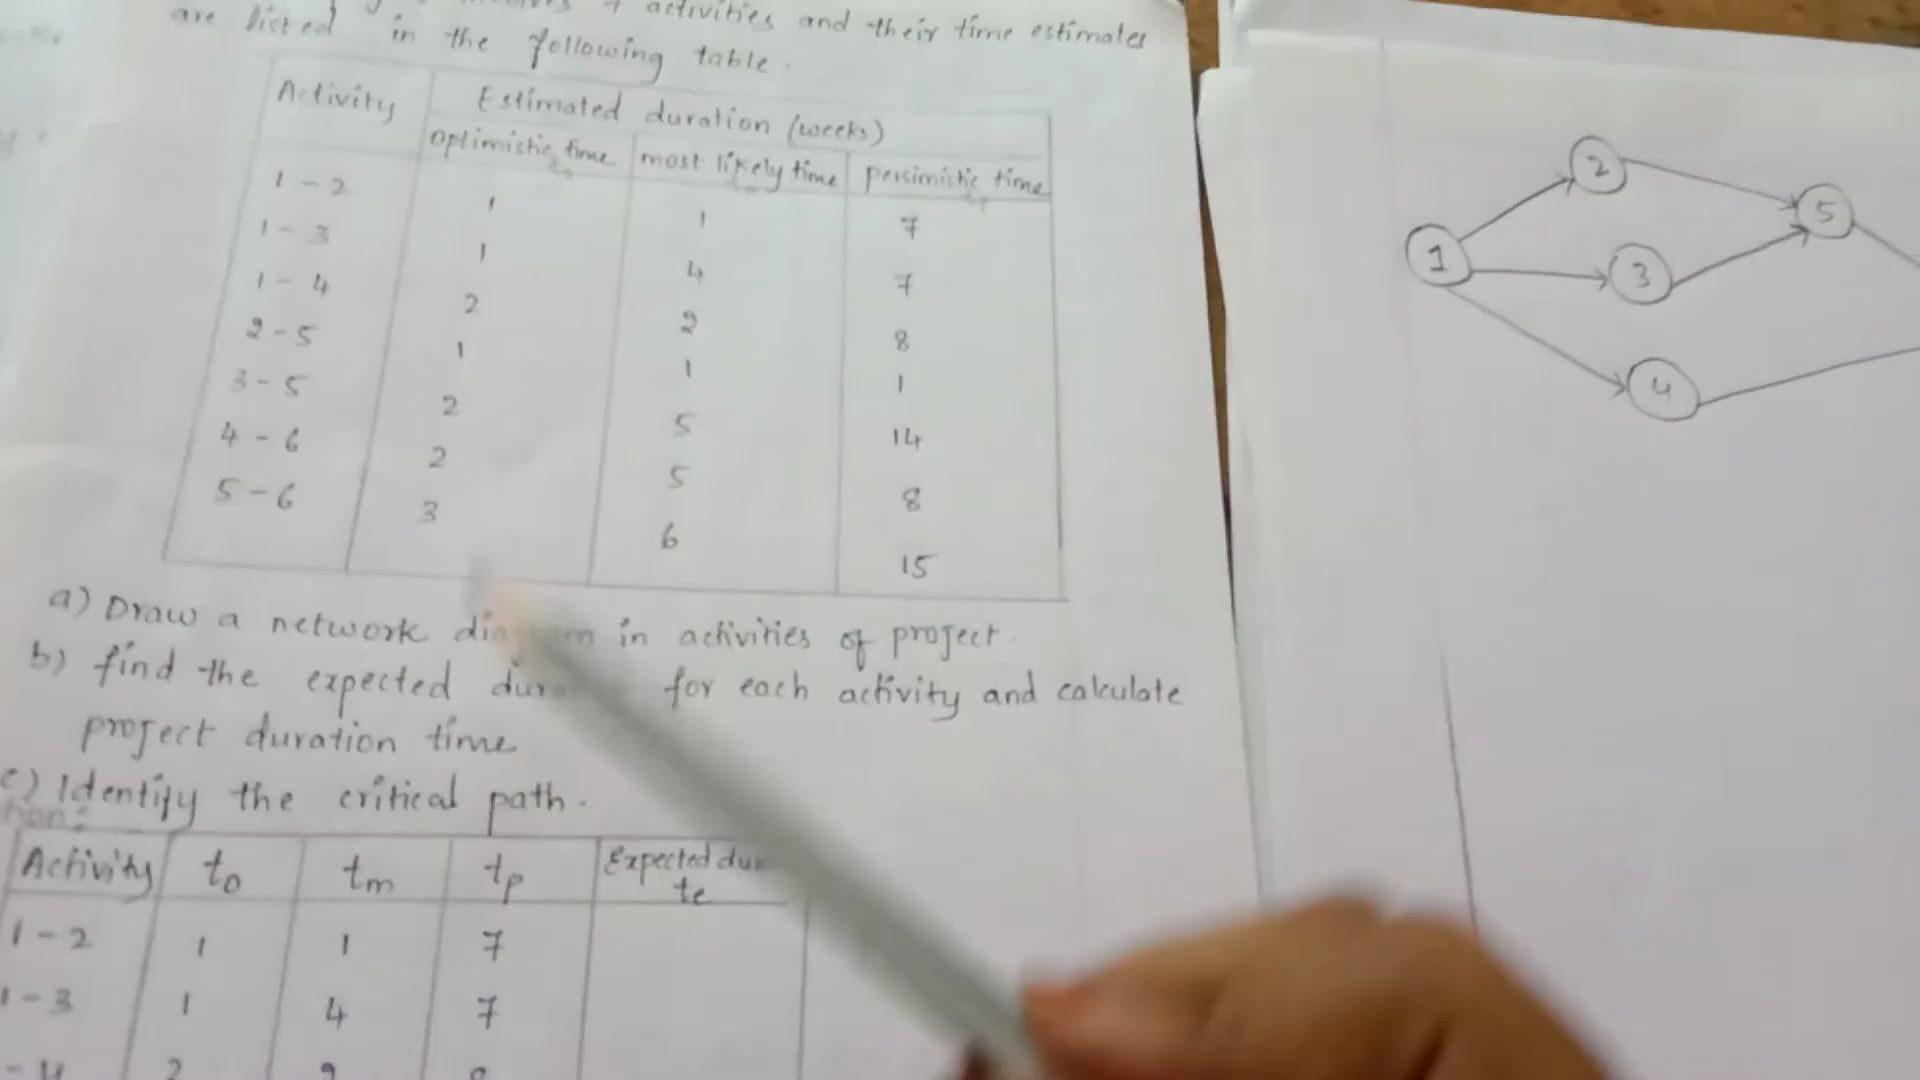 activities and their time estimates
are listed in the following table.
Activity Estimated duration (weeks)
optimistic time most likely time pessimistic time
1-2 1 1 7
1-3 1 4 7
1-4 2 2 8
2-5 1 1 1
3-5 2 5 14
4-6 2 5 8
5-6 3 6 15
a) Draw a network in activities of project.
b) find the expected for each activity and calculate
project duration time
c) Identify the critical path.
Activity to tm tp Expected
te
1-2 1 1 7
1-3 1 4 7
2
1
2
3
4
5